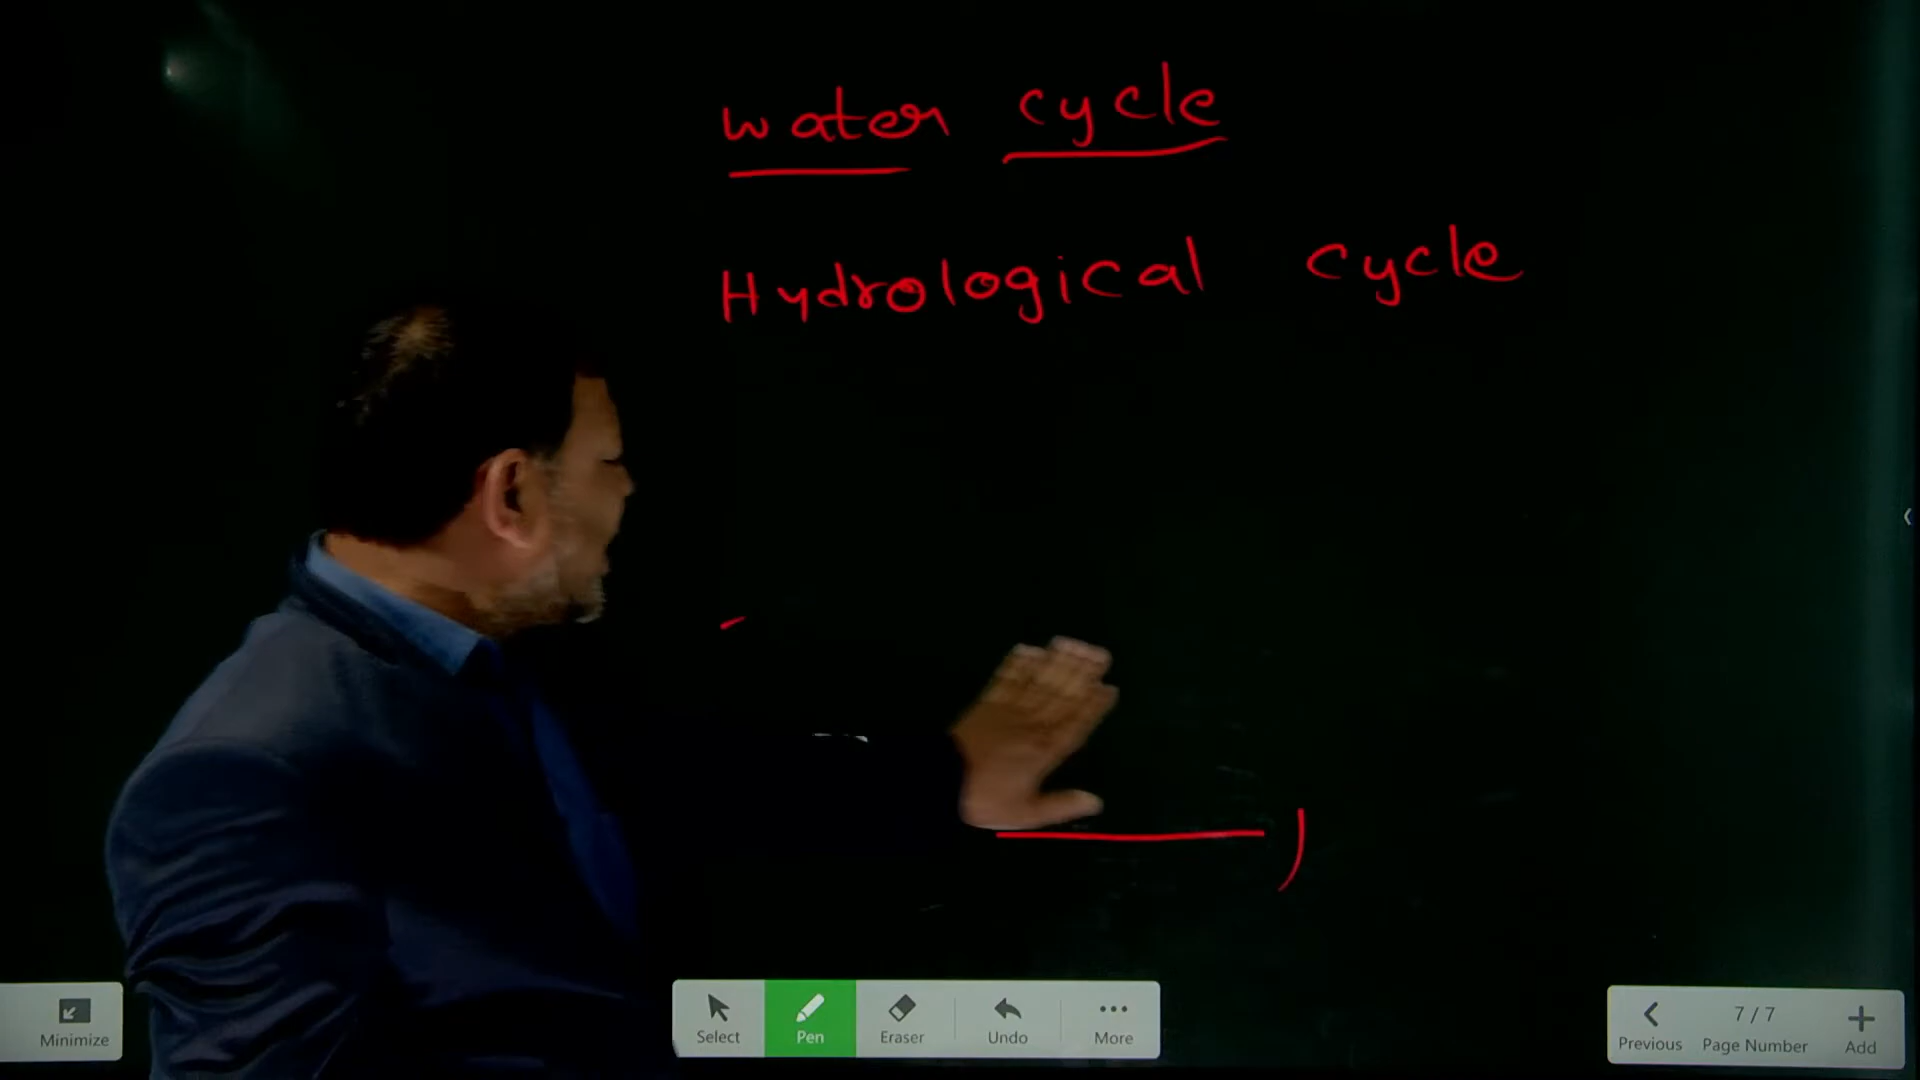 water cycle
Hydrological cycle
Minimize
Select Pen Eraser Undo More
Previous 7 / 7 Page Number Add